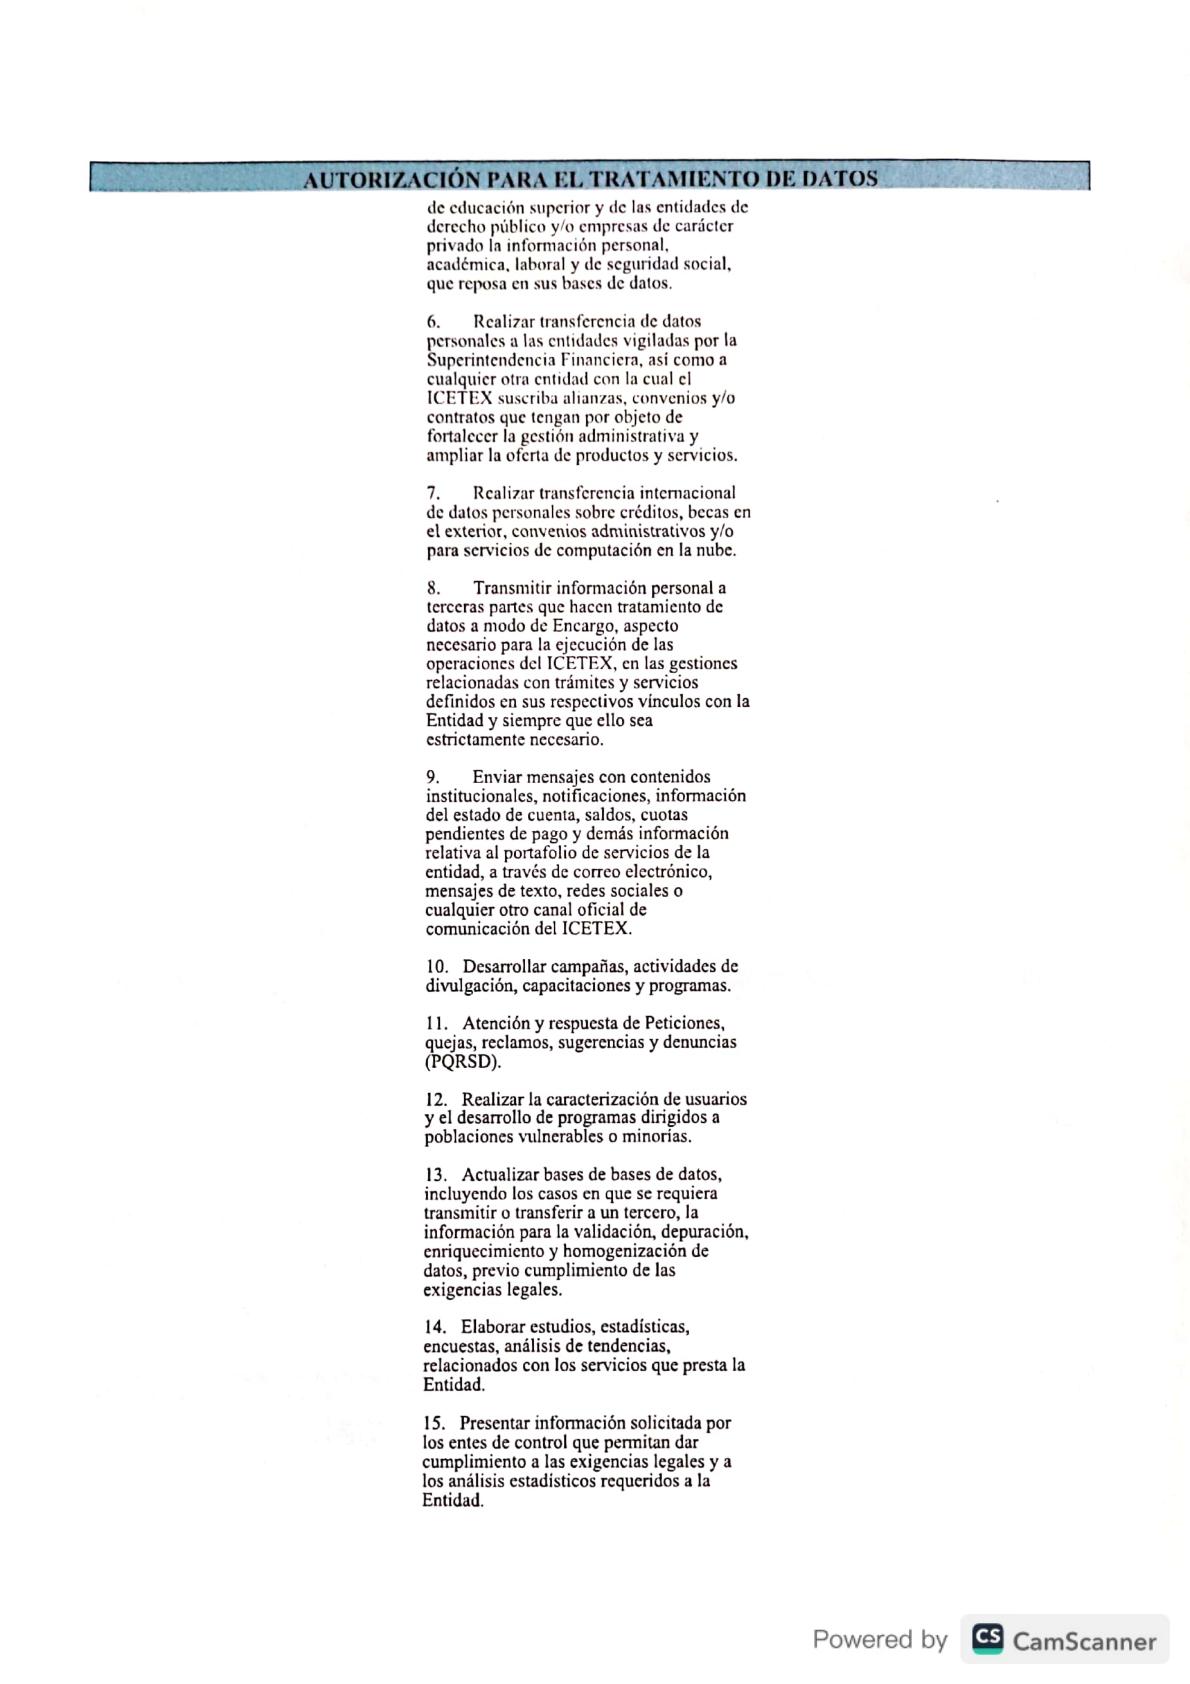 AUTORIZACIÓN PARA EL TRATAMIENTO DE DATOS
de educación superior y de las entidades de
derecho público y/o empresas de carácter
privado la información personal,
académica, laboral y de seguridad social,
que reposa en sus bases de datos.
6. Realizar transferencia de datos
personales a las entidades vigiladas por la
Superintendencia Financiera, así como a
cualquier otra entidad con la cual el
ICETEX suscriba alianzas, convenios y/o
contratos que tengan por objeto de
fortalecer la gestión administrativa y
ampliar la oferta de productos y servicios.
7. Realizar transferencia internacional
de datos personales sobre créditos, becas en
el exterior, convenios administrativos y/o
para servicios de computación en la nube.
8. Transmitir información personal a
terceras partes que hacen tratamiento de
datos a modo de Encargo, aspecto
necesario para la ejecución de las
operaciones del ICETEX, en las gestiones
relacionadas con trámites y servicios
definidos en sus respectivos vínculos con la
Entidad y siempre que ello sea
estrictamente necesario.
9. Enviar mensajes con contenidos
institucionales, notificaciones, información
del estado de cuenta, saldos, cuotas
pendientes de pago y demás información
relativa al portafolio de servicios de la
entidad, a través de correo electrónico,
mensajes de texto, redes sociales o
cualquier otro canal oficial de
comunicación del ICETEX.
10. Desarrollar campañas, actividades de
divulgación, capacitaciones y programas.
11. Atención y respuesta de Peticiones,
quejas, reclamos, sugerencias y denuncias
(PQRSD).
12. Realizar la caracterización de usuarios
y el desarrollo de programas dirigidos a
poblaciones vulnerables o minorías.
13. Actualizar bases de bases de datos,
incluyendo los casos en que se requiera
transmitir o transferir a un tercero, la
información para la validación, depuración,
enriquecimiento y homogenización de
datos, previo cumplimiento de las
exigencias legales.
14. Elaborar estudios, estadísticas,
encuestas, análisis de tendencias,
relacionados con los servicios que presta la
Entidad.
15. Presentar información solicitada por
los entes de control que permitan dar
cumplimiento a las exigencias legales y a
los análisis estadísticos requeridos a la
Entidad.
Powered by CS CamScanner